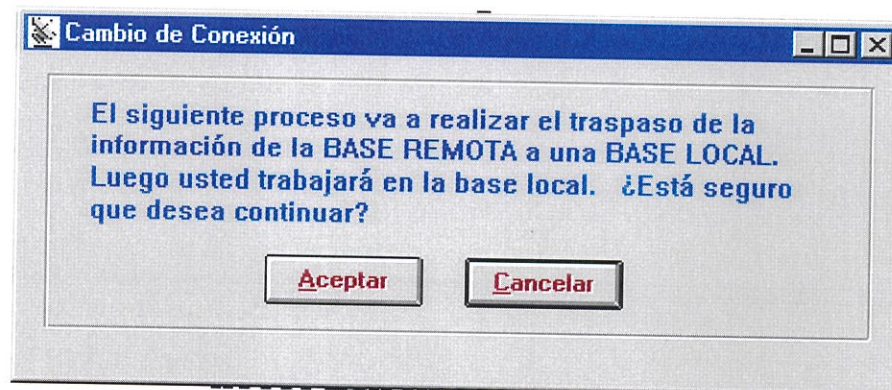 Cambio de Conexión
El siguiente proceso va a realizar el traspaso de la
información de la BASE REMOTA a una BASE LOCAL.
Luego usted trabajará en la base local. ¿Está seguro
que desea continuar?
Aceptar
Cancelar